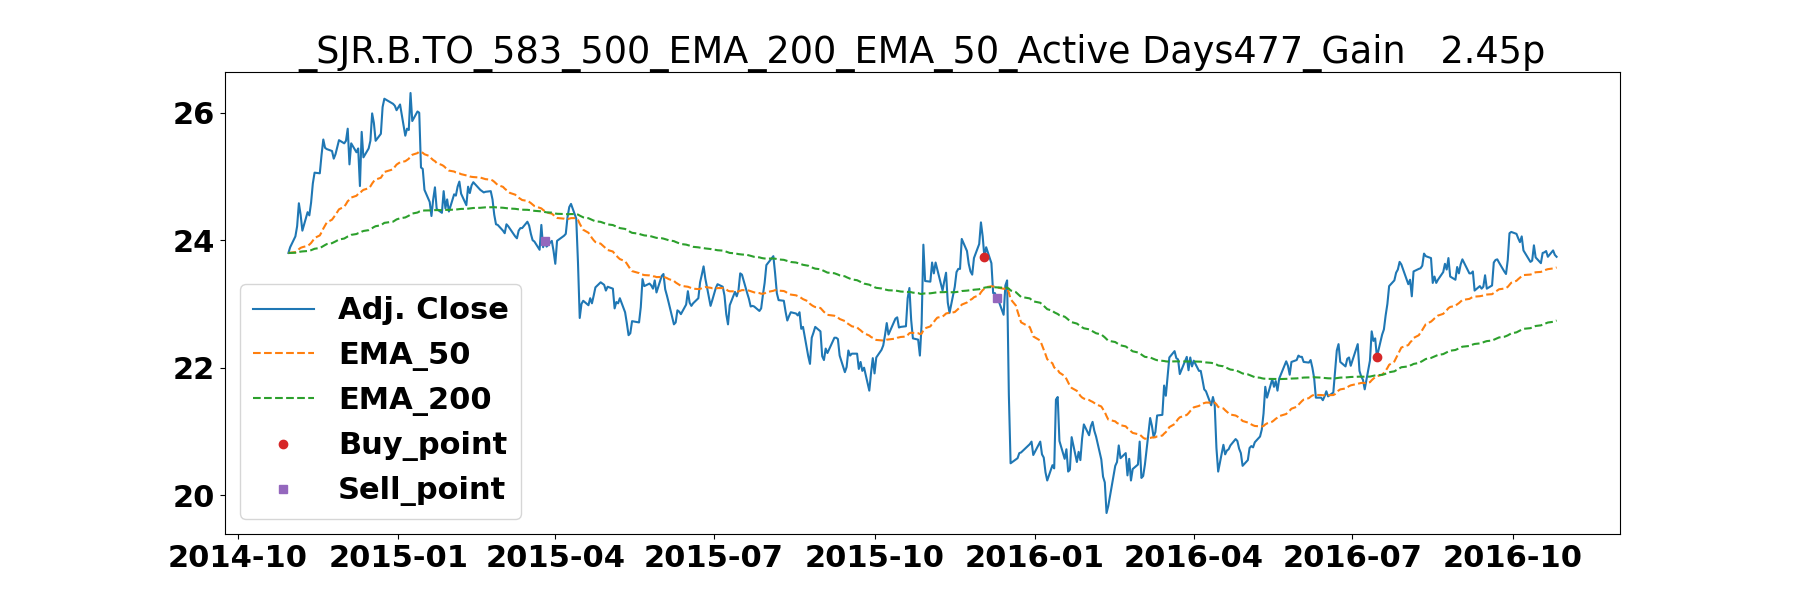 _SJR.B.TO_583_500_EMA_200_EMA_50_Active Days477_Gain   2.45p
26
24
22
20
Adj. Close
EMA_50
EMA_200
Buy_point
Sell_point
2014-10 2015-01 2015-04 2015-07 2015-10 2016-01 2016-04 2016-07 2016-10